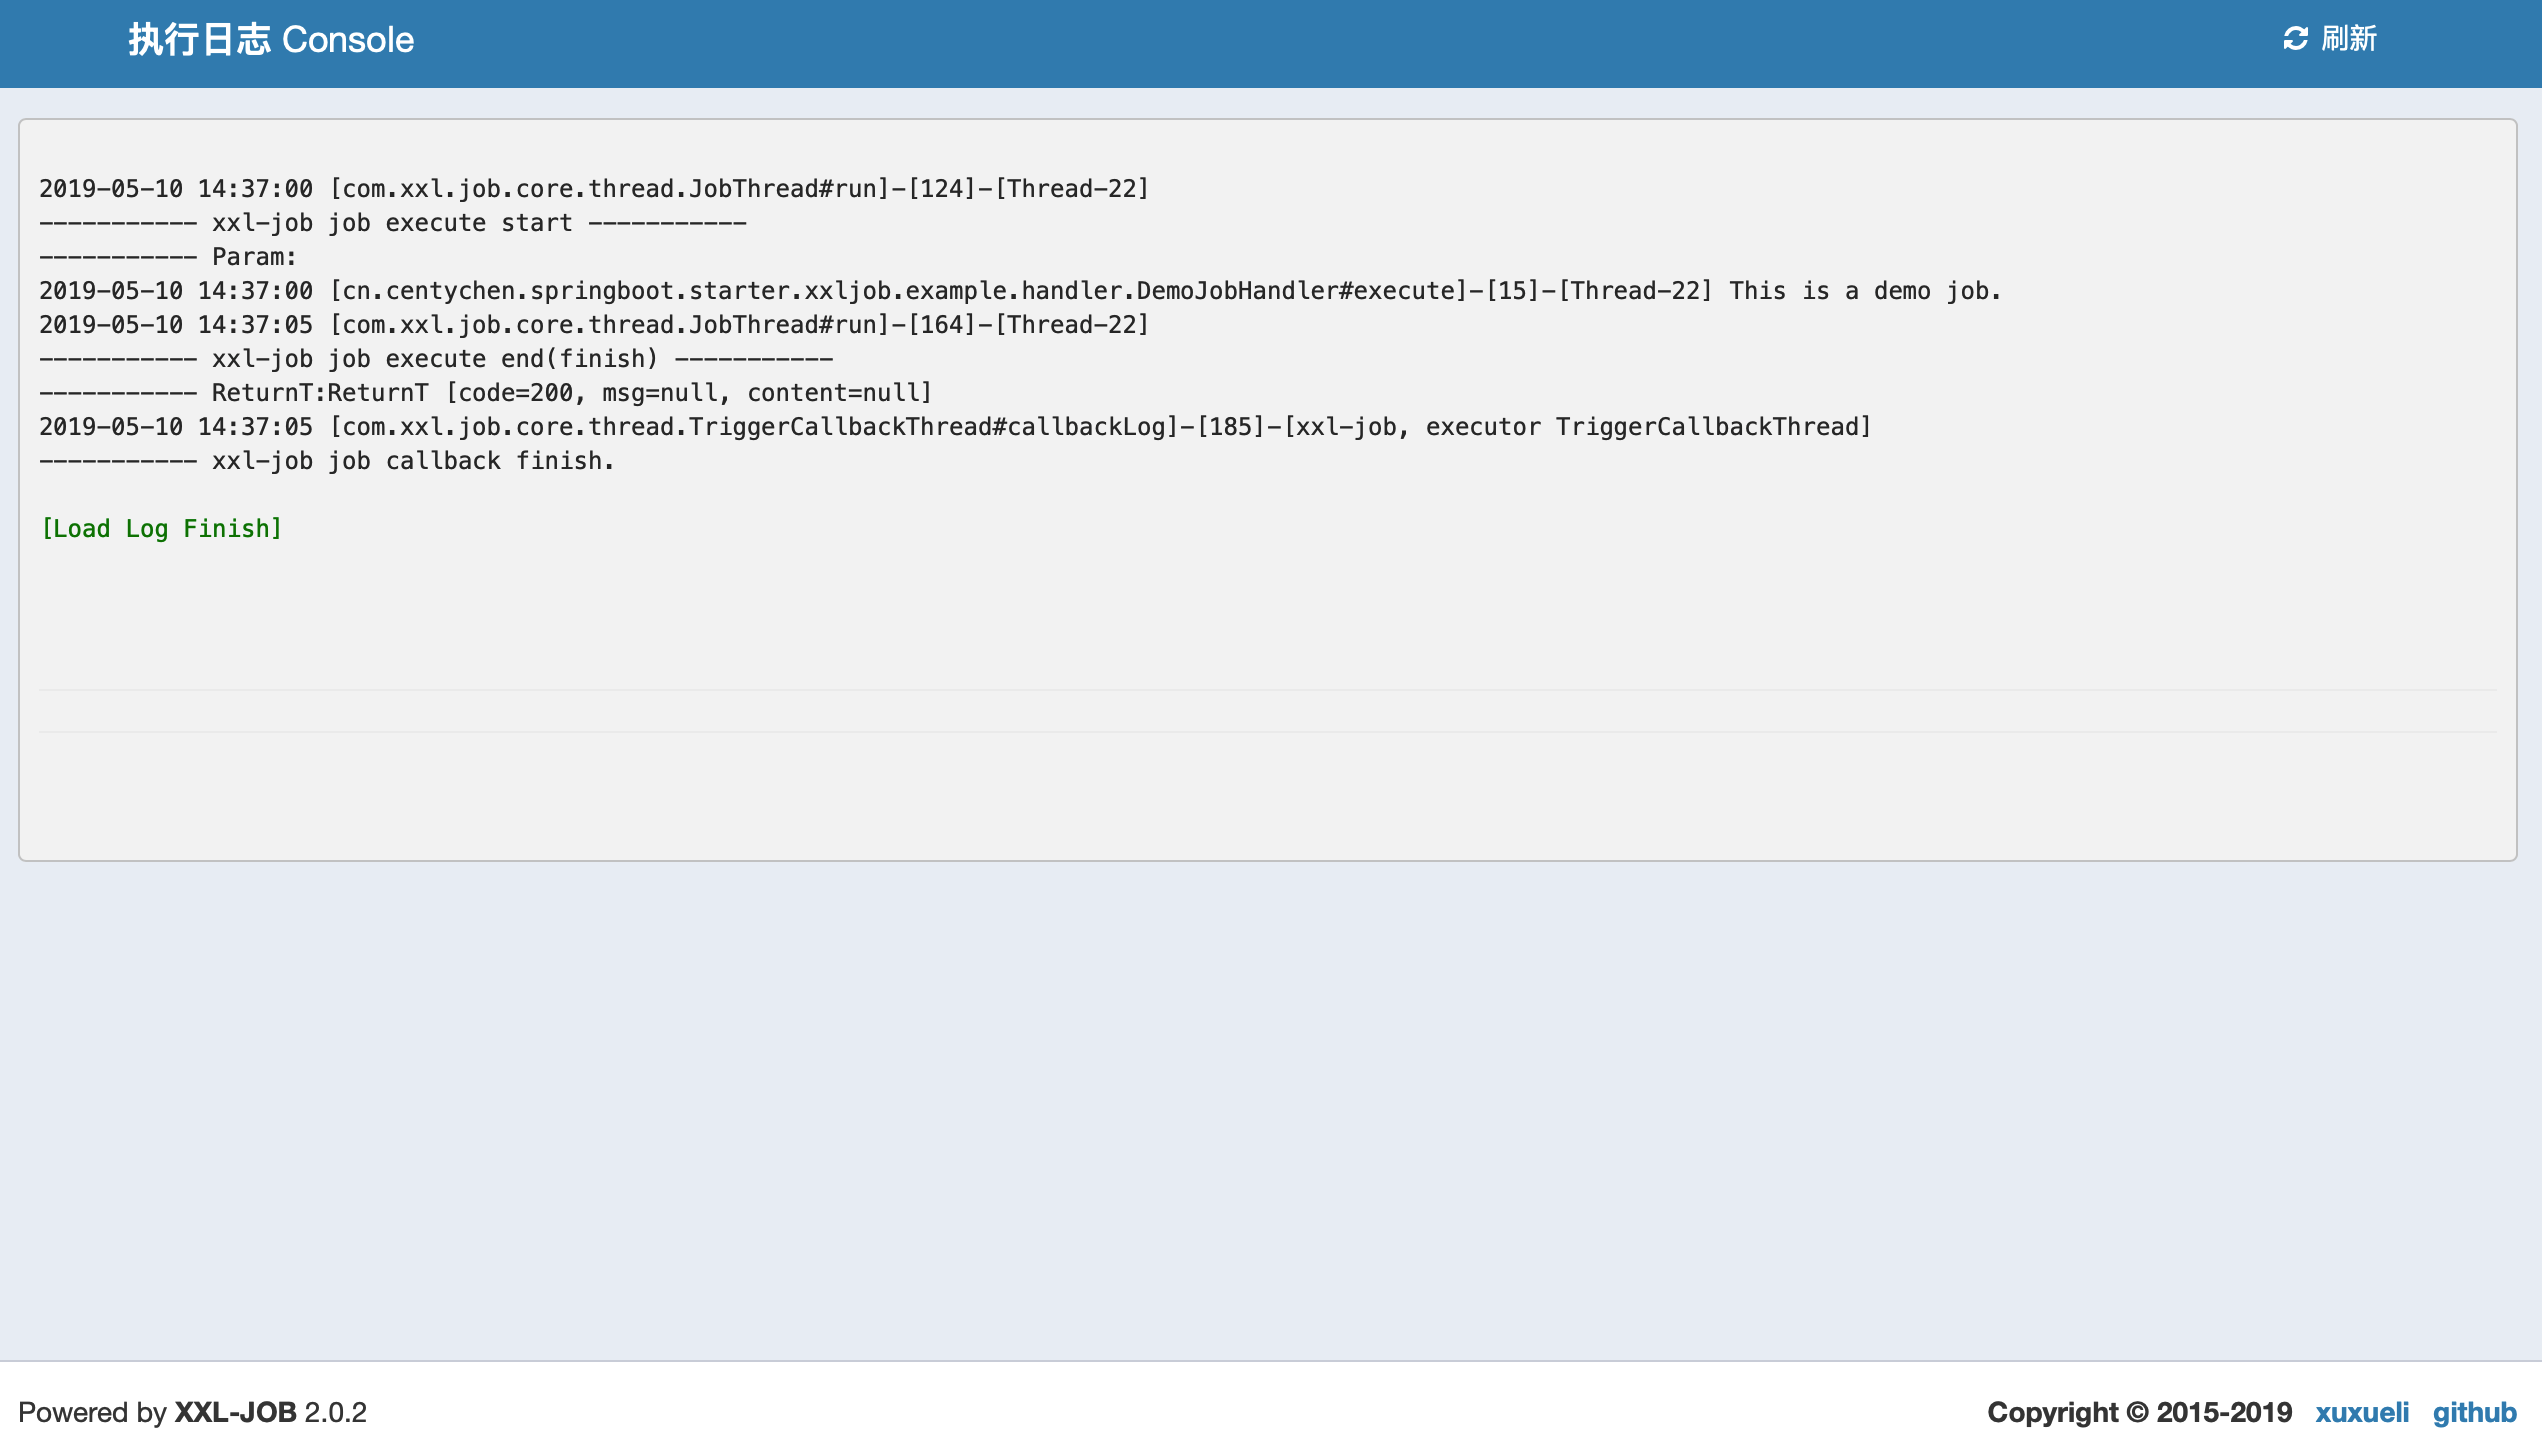 执行日志 Console
刷新
2019-05-10 14:37:00 [com.xxl.job.core.thread.JobThread#run]-[124]-[Thread-22]
----------- xxl-job job execute start -----------
----------- Param:
2019-05-10 14:37:00 [cn.centychen.springboot.starter.xxljob.example.handler.DemoJobHandler#execute]-[15]-[Thread-22] This is a demo job.
2019-05-10 14:37:05 [com.xxl.job.core.thread.JobThread#run]-[164]-[Thread-22]
----------- xxl-job job execute end(finish) -----------
----------- ReturnT:ReturnT [code=200, msg=null, content=null]
2019-05-10 14:37:05 [com.xxl.job.core.thread.TriggerCallbackThread#callbackLog]-[185]-[xxl-job, executor TriggerCallbackThread]
----------- xxl-job job callback finish.
[Load Log Finish]
Powered by XXL-JOB 2.0.2
Copyright © 2015-2019 xuxueli github